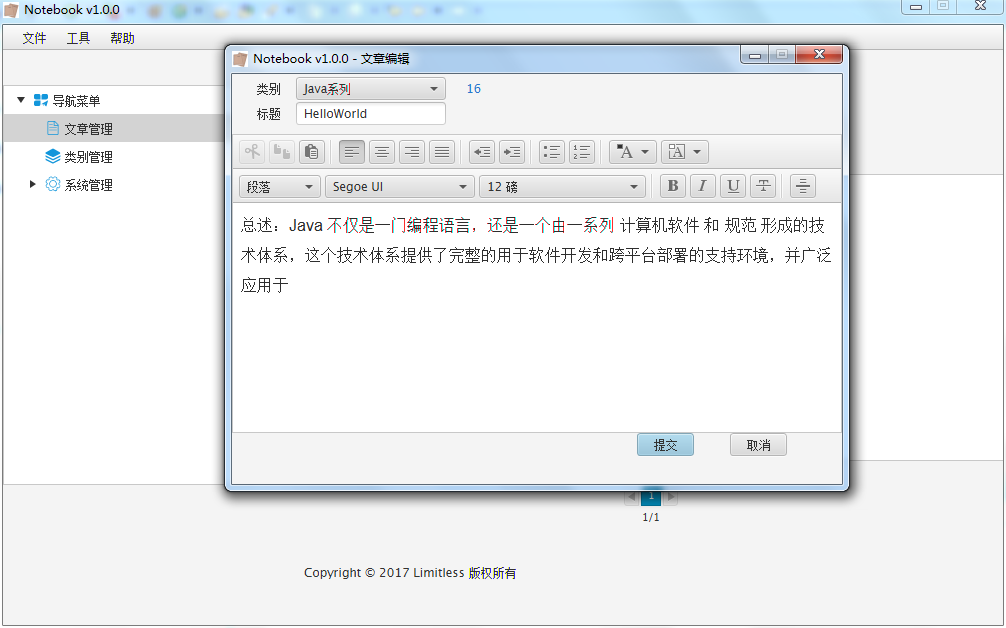 Notebook v1.0.0
文件 工具 帮助
导航菜单
文章管理
类别管理
系统管理
Notebook v1.0.0 - 文章编辑
类别 Java系列 16
标题 HelloWorld
段落 Segoe UI 12 磅 B I U T
总述：Java 不仅是一门编程语言，还是一个由一系列 计算机软件 和 规范 形成的技
术体系，这个技术体系提供了完整的用于软件开发和跨平台部署的支持环境，并广泛
应用于
提交 取消
1
1/1
Copyright © 2017 Limitless 版权所有